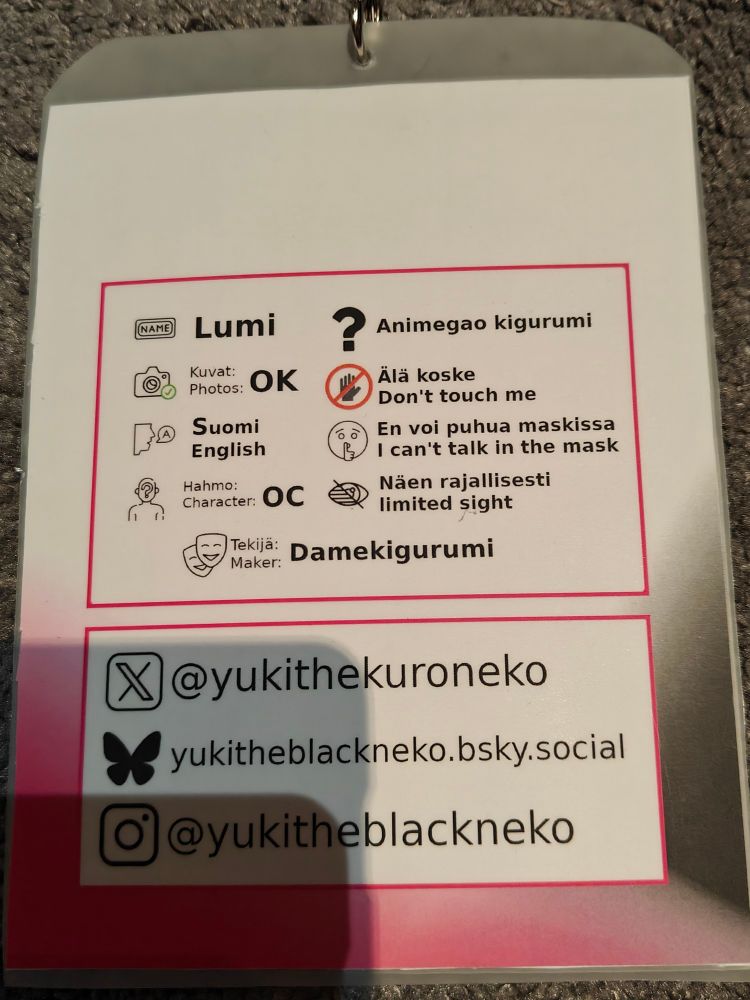 NAME Lumi
? Animegao kigurumi
Kuvat:
Photos: OK
Älä koske
Don't touch me
A
Suomi
English
En voi puhua maskissa
I can't talk in the mask
?
Hahmo:
Character: OC
Näen rajallisesti
limited sight
Tekijä:
Maker: Damekigurumi
X @yukithekuroneko
yukitheblackneko.bsky.social
@yukitheblackneko